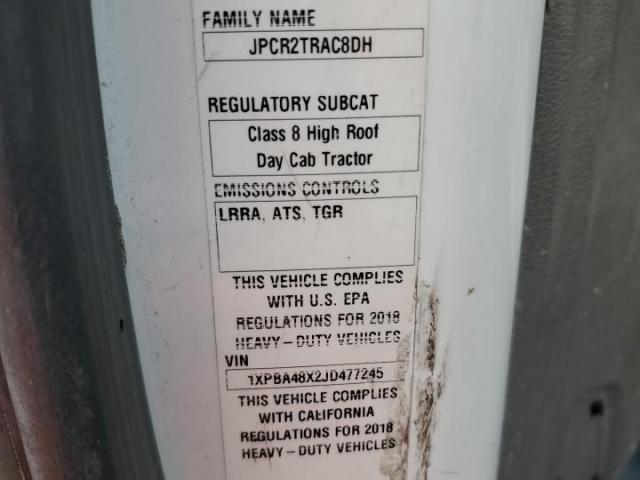 FAMILY NAME
JPCR2TRAC8DH
REGULATORY SUBCAT
Class 8 High Roof
Day Cab Tractor
EMISSIONS CONTROLS
LRRA, ATS, TGR
THIS VEHICLE COMPLIES
WITH U.S. EPA
REGULATIONS FOR 2018
HEAVY-DUTY VEHICLES
VIN
1XPBA48X2JD477245
THIS VEHICLE COMPLIES
WITH CALIFORNIA
REGULATIONS FOR 2018
HEAVY-DUTY VEHICLES